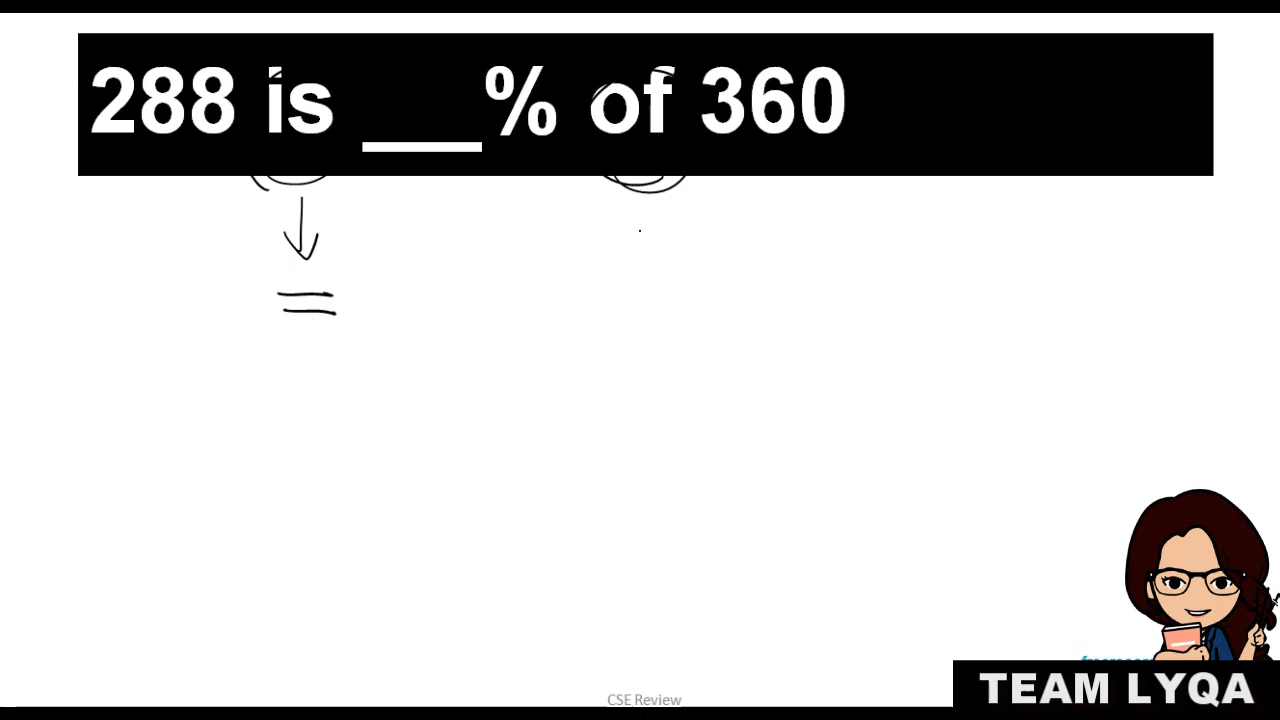 288 is ___% of 360
=
CSE Review
TEAM LYQA